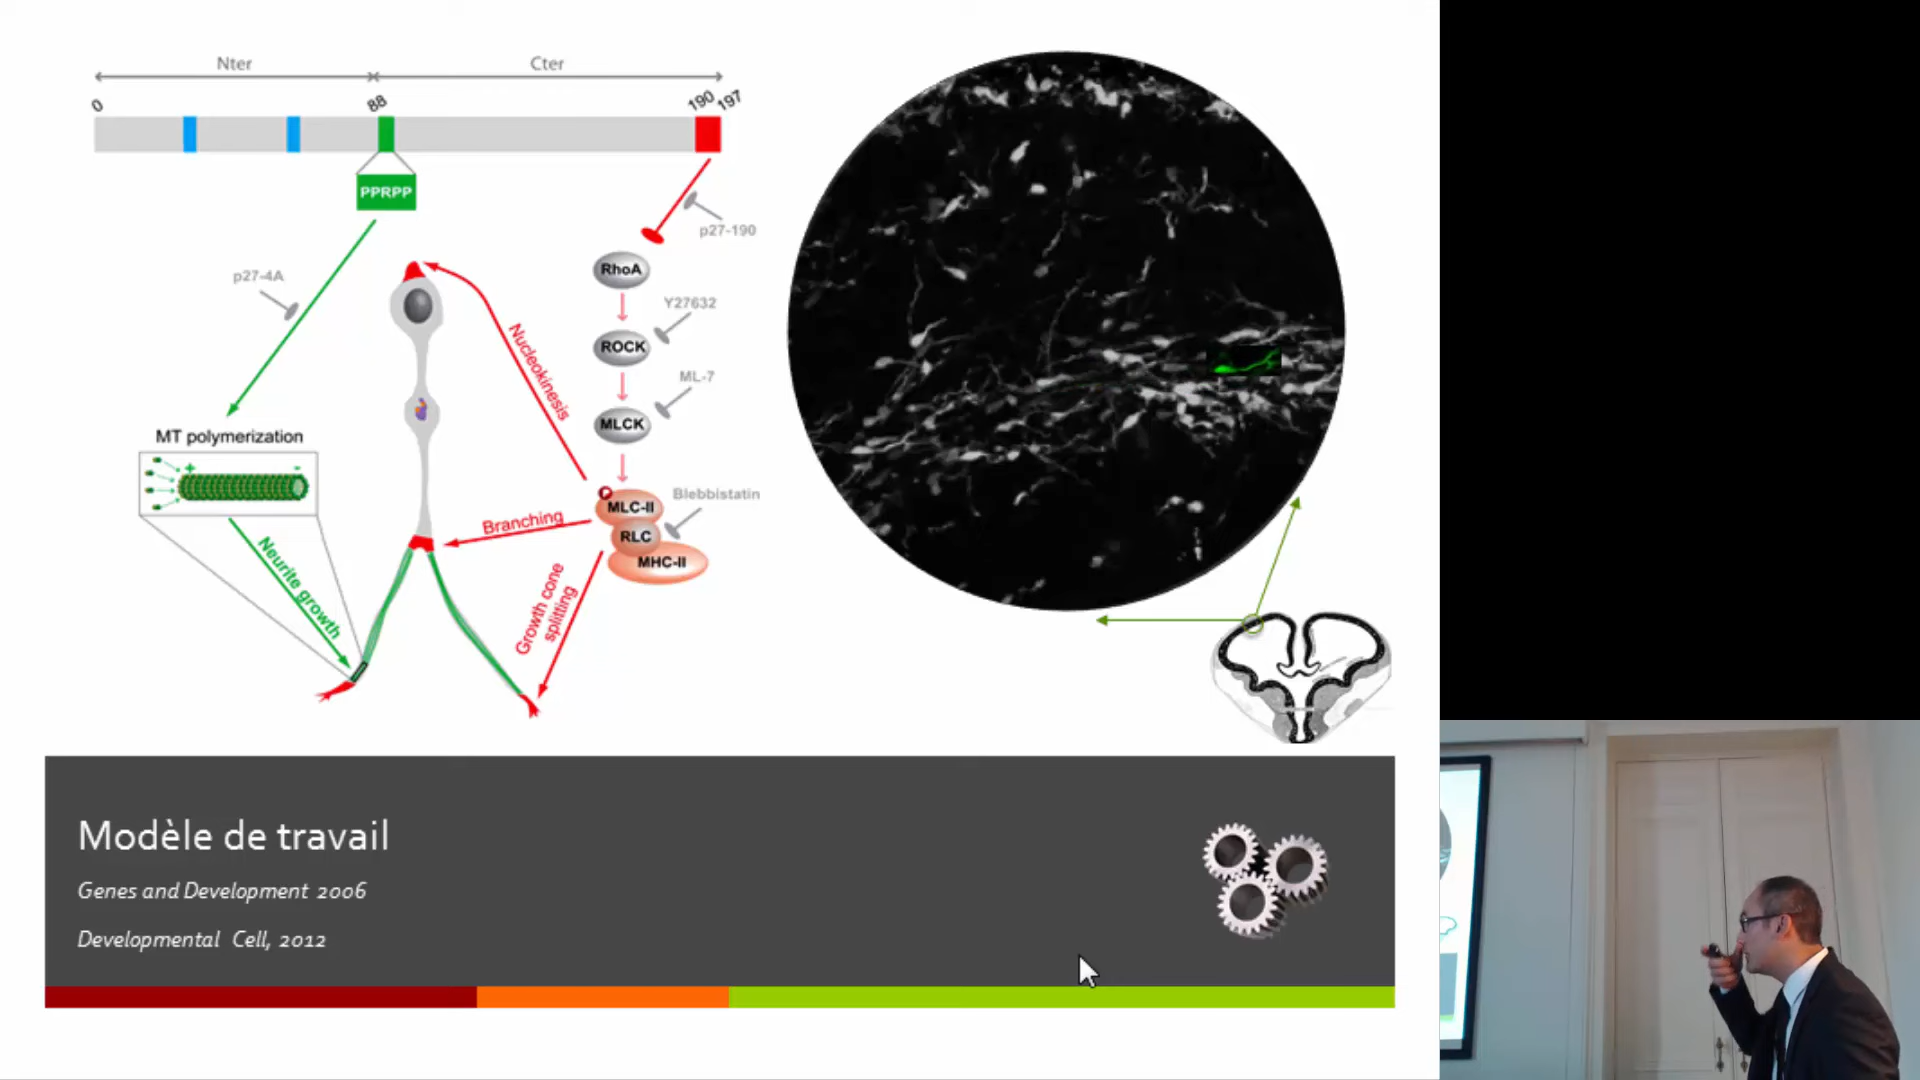 Nter
Cter
0
88
190
197
PPRPP
p27-190
p27-4A
RhoA
Y27632
ROCK
ML-7
MLCK
Nucleokinesis
MT polymerization
+
-
P
MLC-II
Blebbistatin
RLC
MHC-II
Branching
Neurite growth
Growth cone
splitting
Modèle de travail
Genes and Development 2006
Developmental Cell, 2012